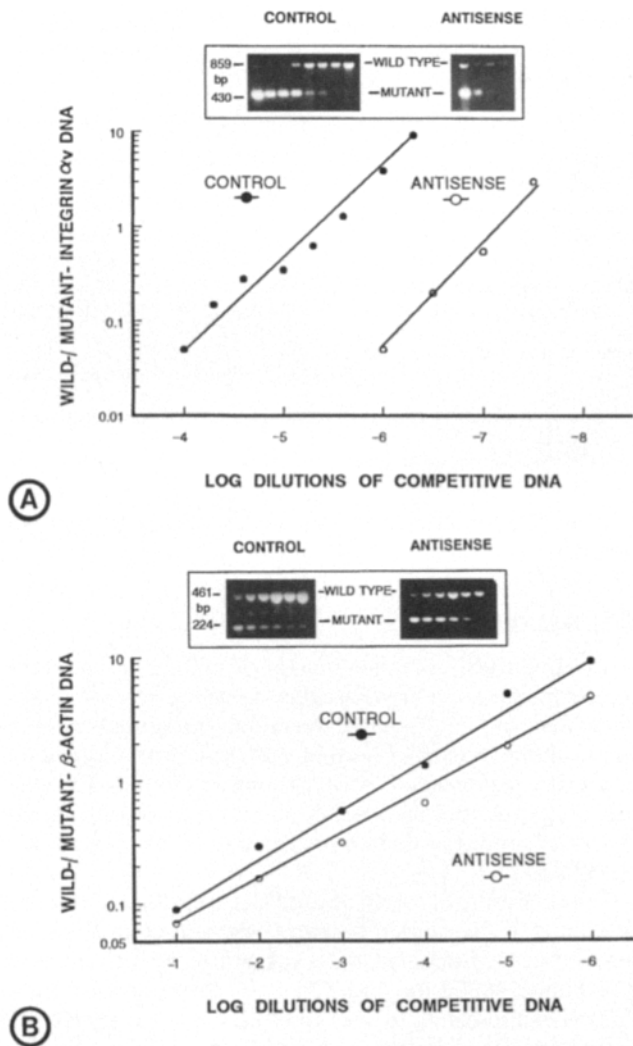 CONTROL ANTISENSE
859 WILD TYPE
bp
430 MUTANT
10
CONTROL ANTISENSE
1
0.1
0.01
WILD-/ MUTANT- INTEGRIN αv DNA
-4 -5 -6 -7 -8
LOG DILUTIONS OF COMPETITIVE DNA
A
CONTROL ANTISENSE
461 -WILD TYPE-
bp
224 MUTANT
10
CONTROL
1
ANTISENSE
0.1
0.05
WILD-/ MUTANT- β-ACTIN DNA
-1 -2 -3 -4 -5 -6
LOG DILUTIONS OF COMPETITIVE DNA
B